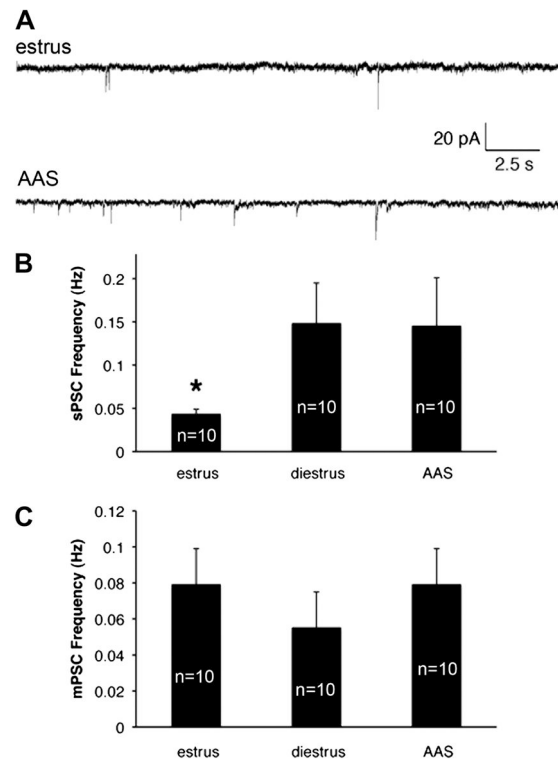 A
estrus
20 pA
2.5 s
AAS
B
sPSC Frequency (Hz)
0.2
0.15
0.1
0.05
0
*
n=10
n=10
n=10
estrus
diestrus
AAS
C
mPSC Frequency (Hz)
0.12
0.1
0.08
0.06
0.04
0.02
0
n=10
n=10
n=10
estrus
diestrus
AAS